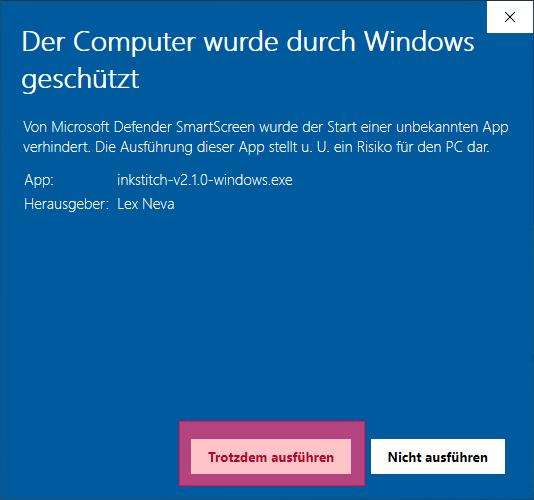 Der Computer wurde durch Windows
geschützt
Von Microsoft Defender SmartScreen wurde der Start einer unbekannten App
verhindert. Die Ausführung dieser App stellt u. U. ein Risiko für den PC dar.
App: inkstitch-v2.1.0-windows.exe
Herausgeber: Lex Neva
Trotzdem ausführen Nicht ausführen